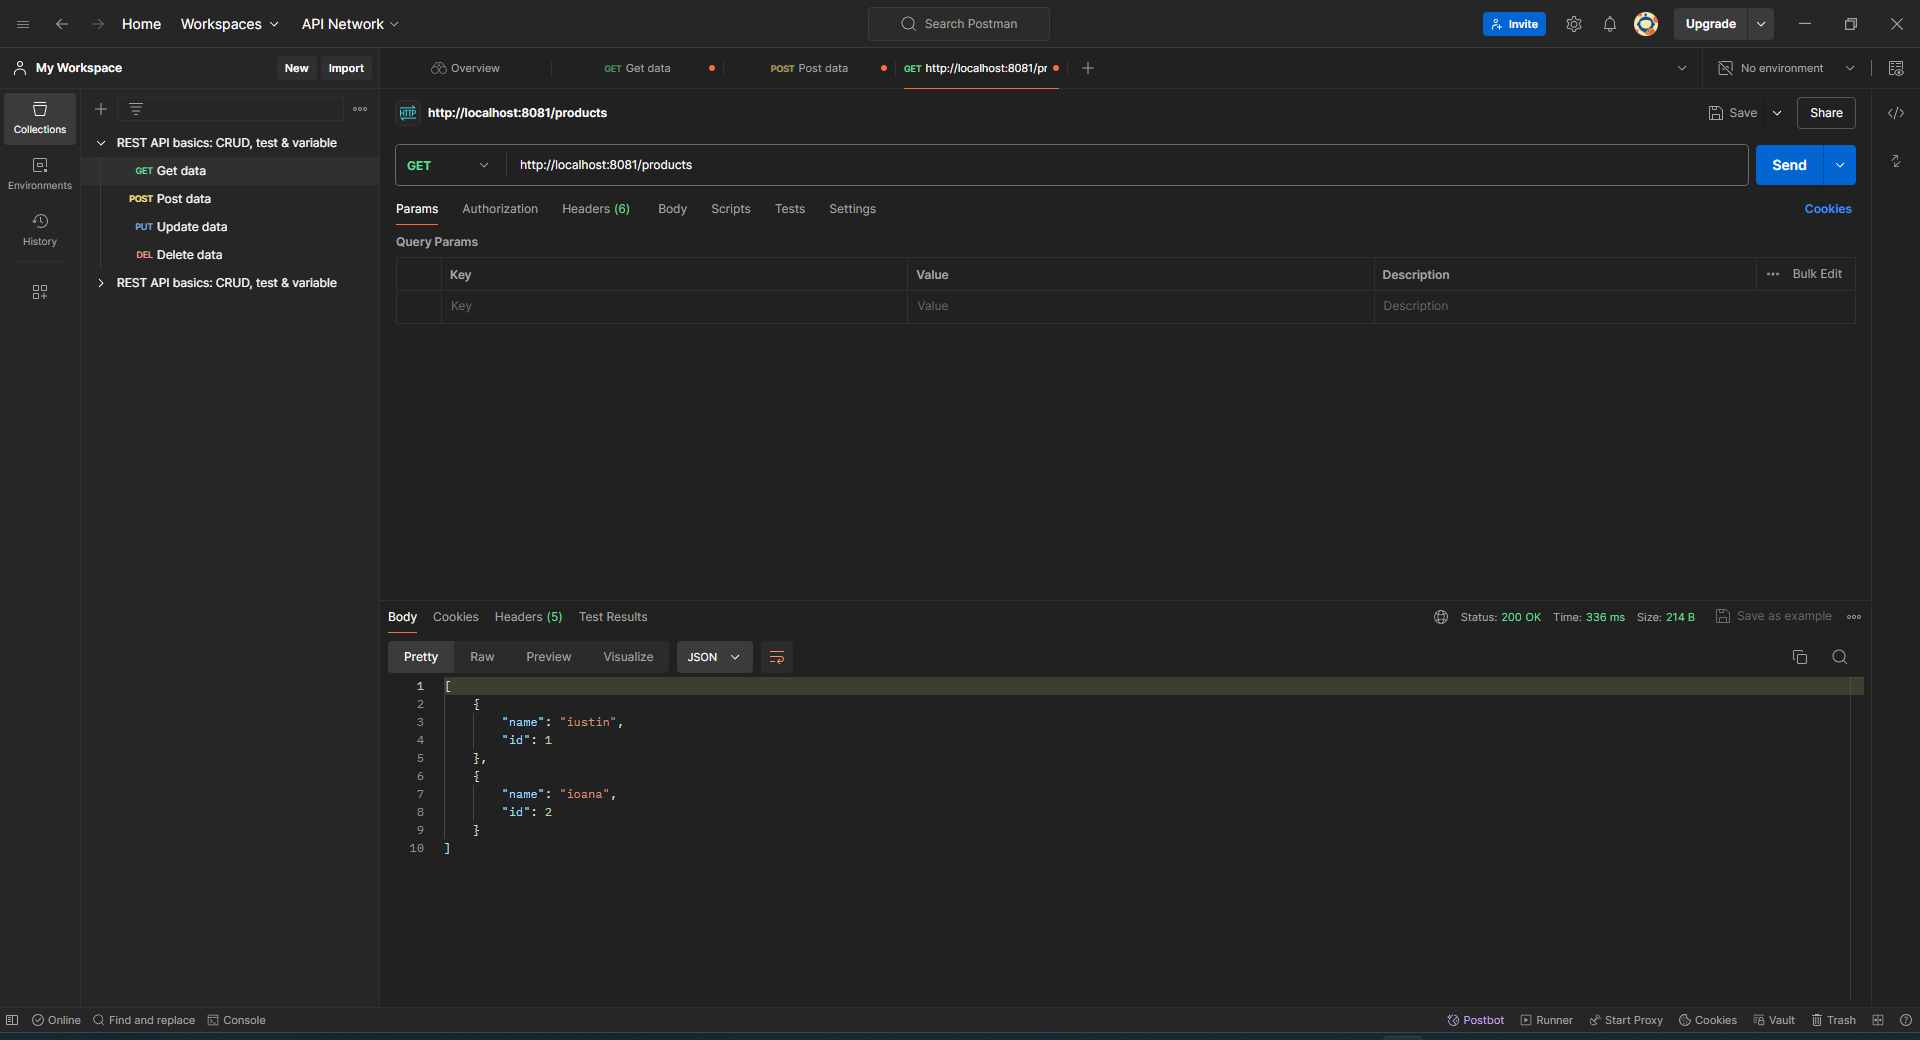 Home Workspaces API Network Search Postman Invite Upgrade
My Workspace New Import Overview GET Get data POST Post data GET http://localhost:8081/pr No environment
Collections
Environments
History
REST API basics: CRUD, test & variable
GET Get data
POST Post data
PUT Update data
DEL Delete data
REST API basics: CRUD, test & variable
HTTP http://localhost:8081/products Save Share
GET http://localhost:8081/products Send
Params Authorization Headers (6) Body Scripts Tests Settings Cookies
Query Params
Key Value Description Bulk Edit
Key Value Description
Body Cookies Headers (5) Test Results Status: 200 OK Time: 336 ms Size: 214 B Save as example
Pretty Raw Preview Visualize JSON
1 [
2 {
3 "name": "iustin",
4 "id": 1
5 },
6 {
7 "name": "ioana",
8 "id": 2
9 }
10 ]
Online Find and replace Console Postbot Runner Start Proxy Cookies Vault Trash